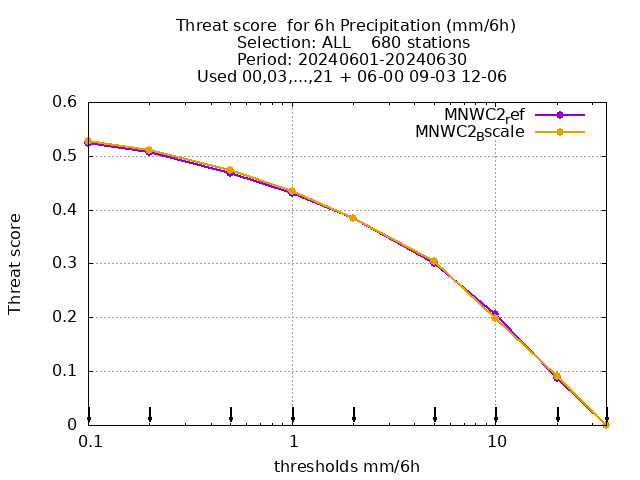 Threat score  for 6h Precipitation (mm/6h)
Selection: ALL    680 stations
Period: 20240601-20240630
Used 00,03,...,21 + 06-00 09-03 12-06
MNWC2ref
MNWC2Bscale
0.6
0.5
0.4
0.3
0.2
0.1
0
Threat score
0.1 1 10
thresholds mm/6h